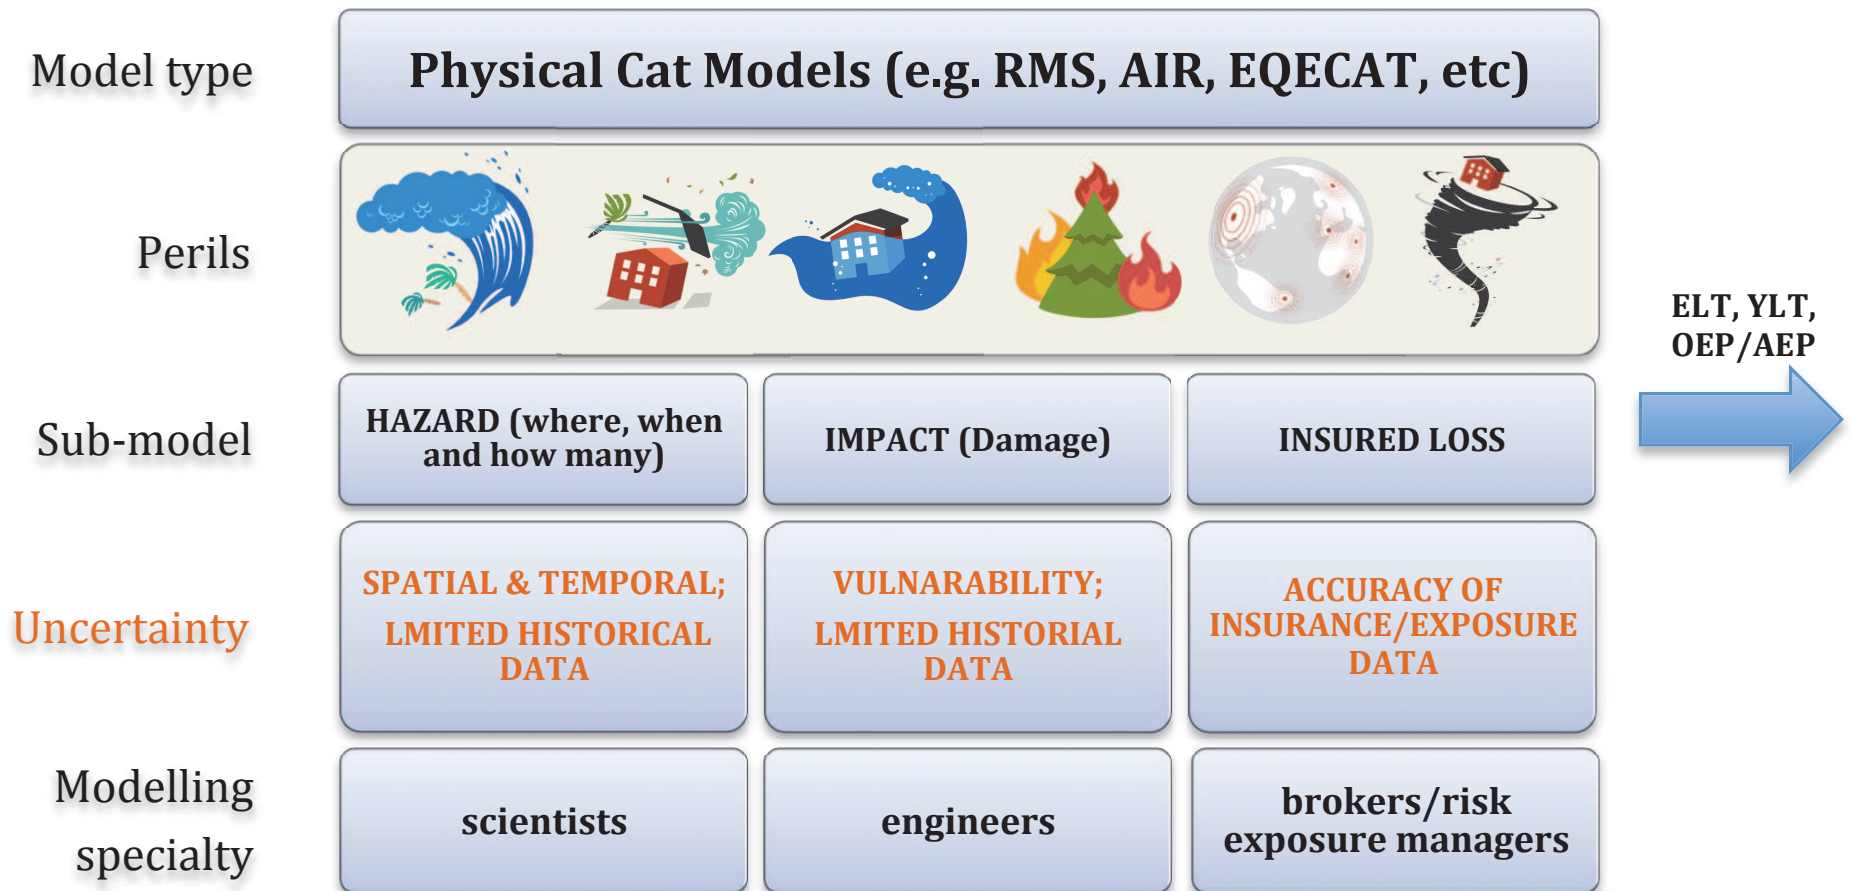 Model type
Physical Cat Models (e.g. RMS, AIR, EQECAT, etc)
Perils
ELT, YLT,
OEP/AEP
Sub-model
HAZARD (where, when
and how many)
IMPACT (Damage)
INSURED LOSS
Uncertainty
SPATIAL & TEMPORAL;
LMITED HISTORICAL
DATA
VULNARABILITY;
LMITED HISTORIAL
DATA
ACCURACY OF
INSURANCE/EXPOSURE
DATA
Modelling
specialty
scientists
engineers
brokers/risk
exposure managers